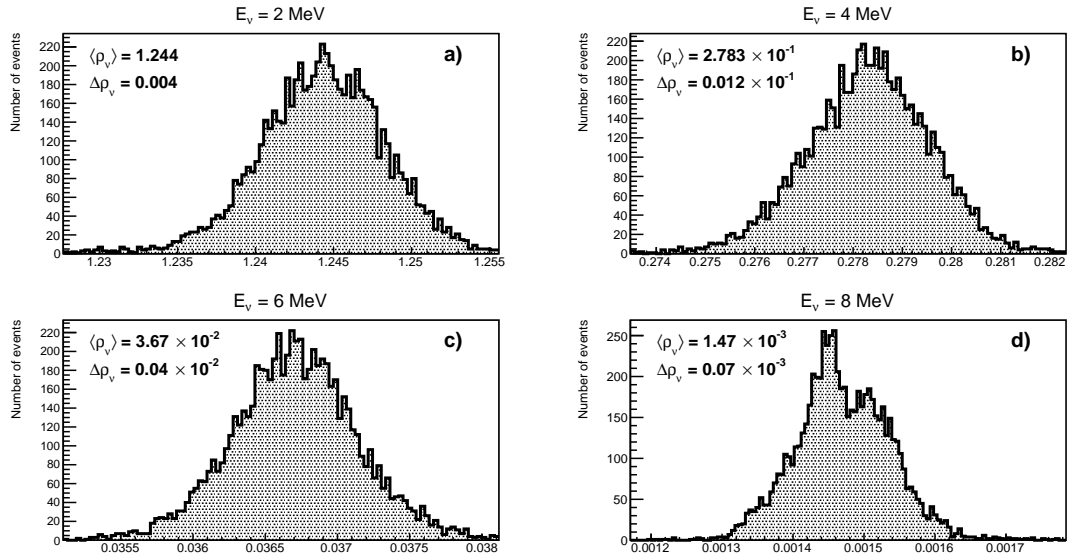 E_ν = 2 MeV
Number of events
220
200
180
160
140
120
100
80
60
40
20
0
⟨ρ_ν⟩ = 1.244
Δρ_ν = 0.004
a)
1.23 1.235 1.24 1.245 1.25 1.255
E_ν = 4 MeV
Number of events
220
200
180
160
140
120
100
80
60
40
20
0
⟨ρ_ν⟩ = 2.783 × 10⁻¹
Δρ_ν = 0.012 × 10⁻¹
b)
0.274 0.275 0.276 0.277 0.278 0.279 0.28 0.281 0.282
E_ν = 6 MeV
Number of events
220
200
180
160
140
120
100
80
60
40
20
0
⟨ρ_ν⟩ = 3.67 × 10⁻²
Δρ_ν = 0.04 × 10⁻²
c)
0.0355 0.036 0.0365 0.037 0.0375 0.038
E_ν = 8 MeV
Number of events
250
200
150
100
50
0
⟨ρ_ν⟩ = 1.47 × 10⁻³
Δρ_ν = 0.07 × 10⁻³
d)
0.0012 0.0013 0.0014 0.0015 0.0016 0.0017